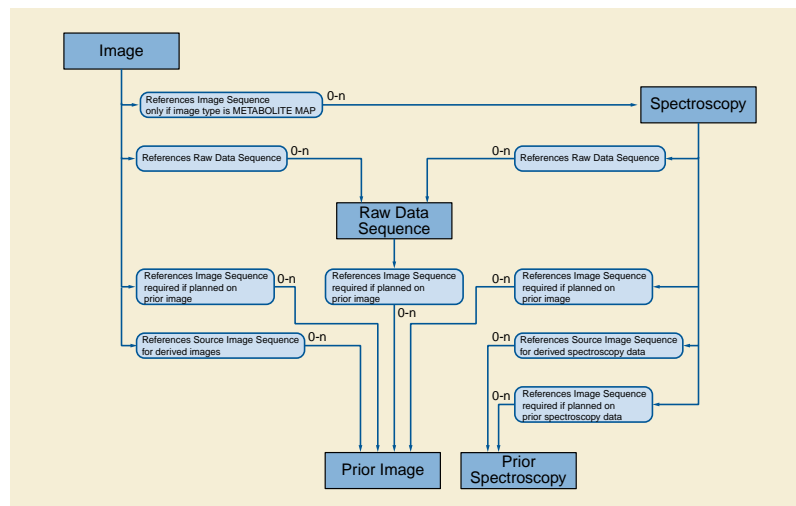 Image
References Image Sequence
only if image type is METABOLITE MAP
0-n
Spectroscopy
References Raw Data Sequence
0-n
0-n
References Raw Data Sequence
Raw Data
Sequence
References Image Sequence
required if planned on
prior image
0-n
References Image Sequence
required if planned on
prior image
0-n
0-n
References Image Sequence
required if planned on
prior image
References Source Image Sequence
for derived images
0-n
0-n
References Source Image Sequence
for derived spectroscopy data
0-n
References Image Sequence
required if planned on
prior spectroscopy data
Prior Image
Prior
Spectroscopy